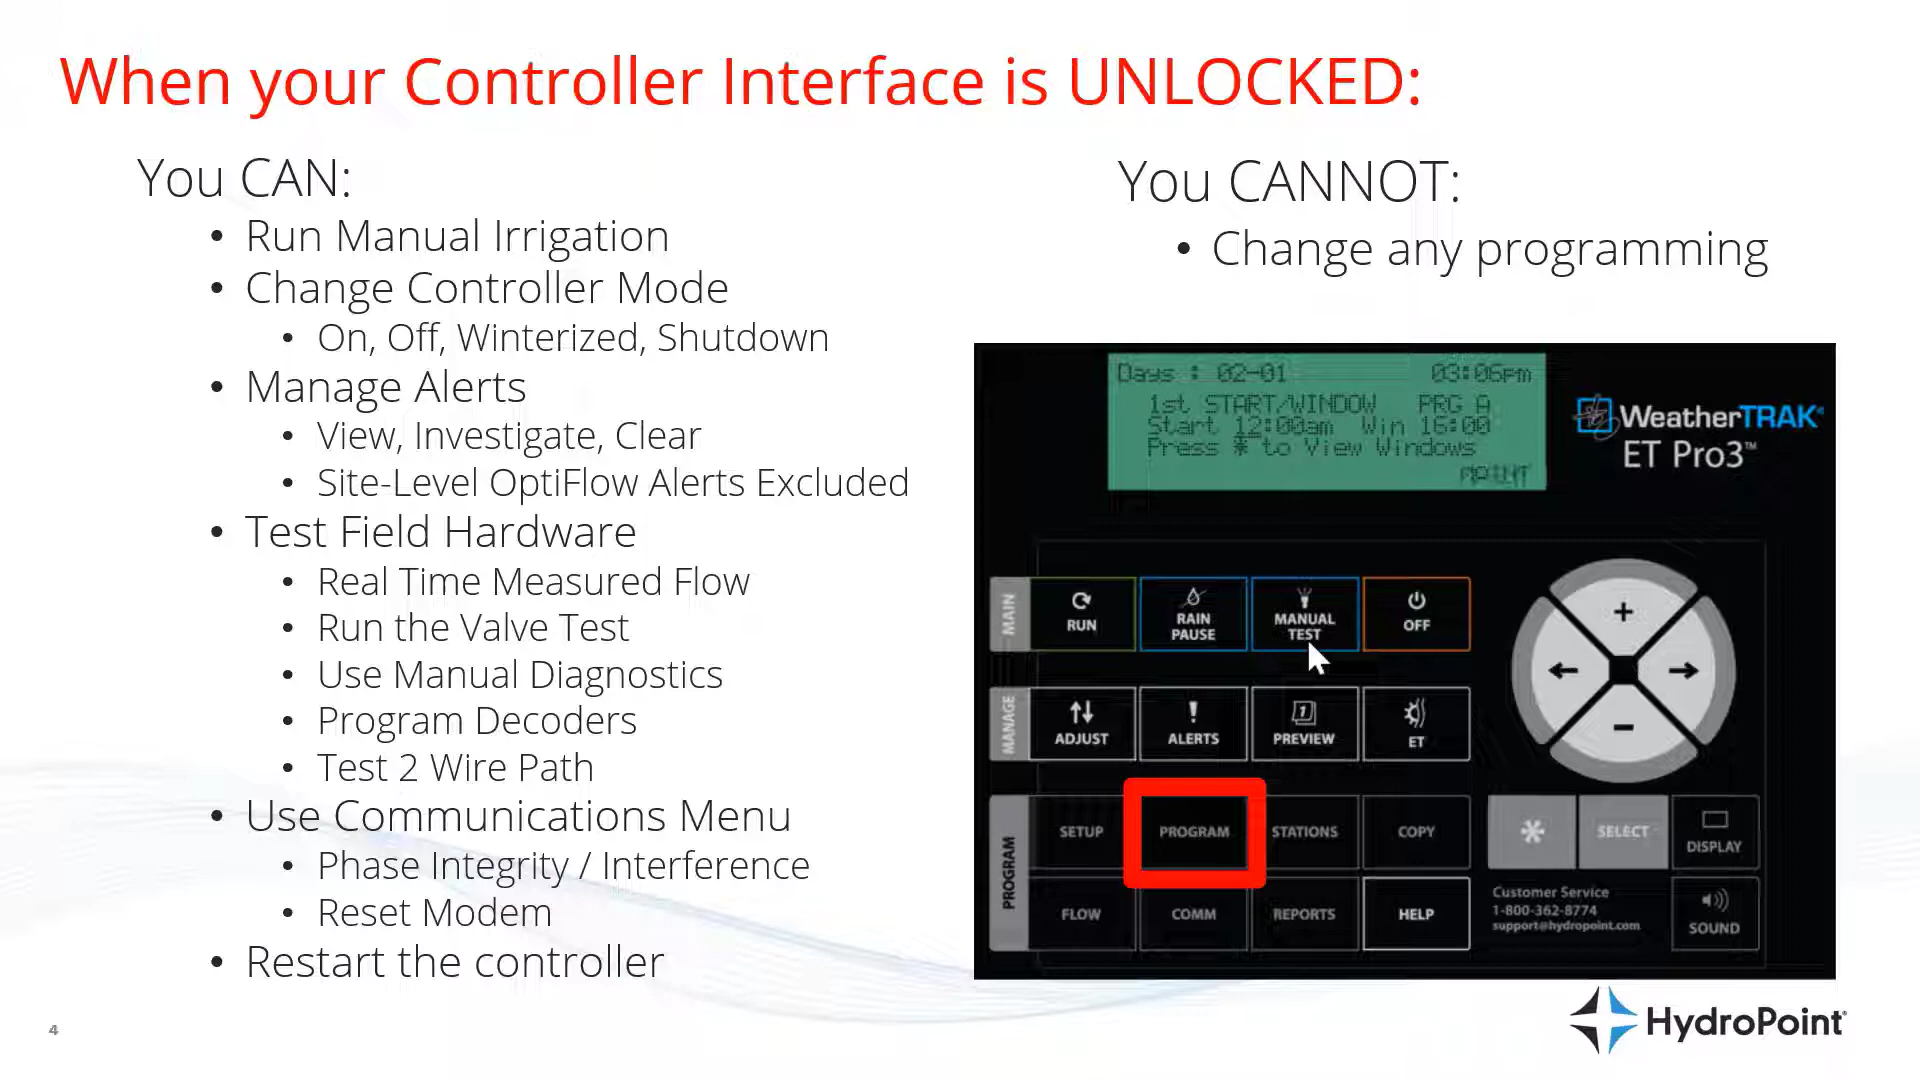 When your Controller Interface is UNLOCKED:
You CAN:
• Run Manual Irrigation
• Change Controller Mode
• On, Off, Winterized, Shutdown
• Manage Alerts
• View, Investigate, Clear
• Site-Level OptiFlow Alerts Excluded
• Test Field Hardware
• Real Time Measured Flow
• Run the Valve Test
• Use Manual Diagnostics
• Program Decoders
• Test 2 Wire Path
• Use Communications Menu
• Phase Integrity / Interference
• Reset Modem
• Restart the controller
You CANNOT:
• Change any programming
Days : 02-01 03:06pm
1st START/WINDOW PRG A
Start 12:00am Win 16:00
Press * to View Windows
WeatherTRAK®
ET Pro3™
MAIN
RUN
RAIN
PAUSE
MANUAL
TEST
OFF
MANAGE
ADJUST
ALERTS
PREVIEW
ET
PROGRAM
SETUP
PROGRAM
STATIONS
COPY
FLOW
COMM
REPORTS
HELP
+
←
→
−
*
SELECT
DISPLAY
Customer Service
1-800-362-8774
support@hydropoint.com
SOUND
HydroPoint
4